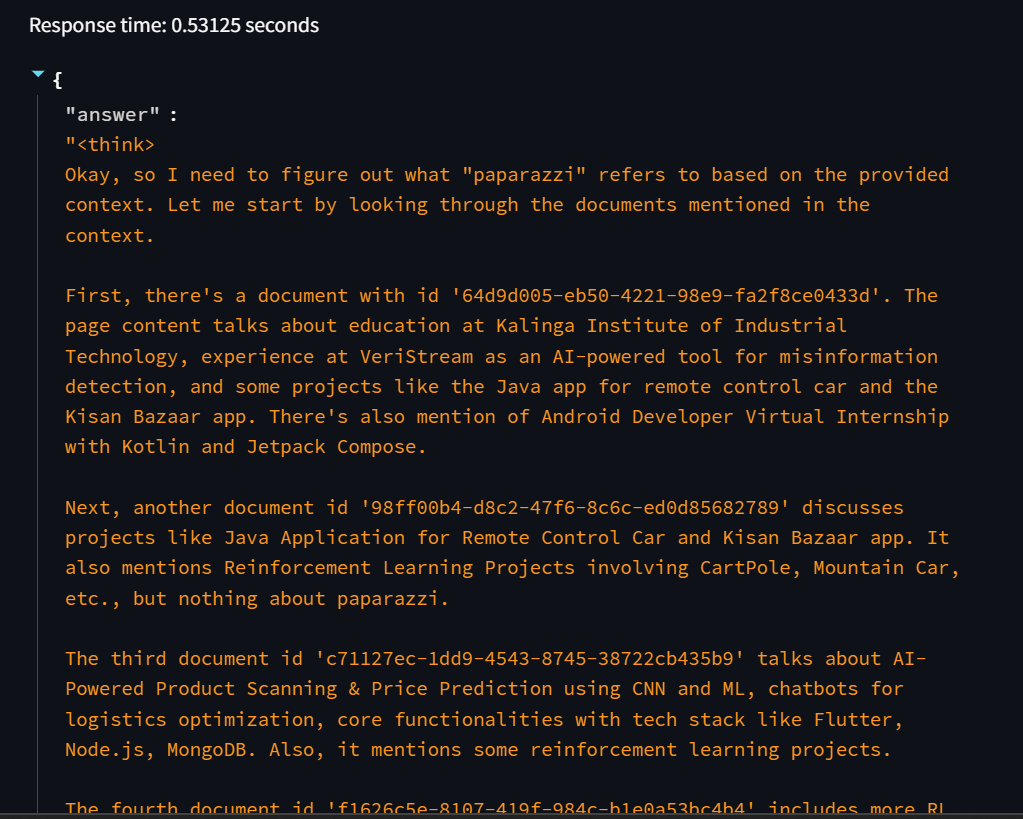 Response time: 0.53125 seconds
{
"answer" :
"<think>
Okay, so I need to figure out what "paparazzi" refers to based on the provided
context. Let me start by looking through the documents mentioned in the
context.
First, there's a document with id '64d9d005-eb50-4221-98e9-fa2f8ce0433d'. The
page content talks about education at Kalinga Institute of Industrial
Technology, experience at VeriStream as an AI-powered tool for misinformation
detection, and some projects like the Java app for remote control car and the
Kisan Bazaar app. There's also mention of Android Developer Virtual Internship
with Kotlin and Jetpack Compose.
Next, another document id '98ff00b4-d8c2-47f6-8c6c-ed0d85682789' discusses
projects like Java Application for Remote Control Car and Kisan Bazaar app. It
also mentions Reinforcement Learning Projects involving CartPole, Mountain Car,
etc., but nothing about paparazzi.
The third document id 'c71127ec-1dd9-4543-8745-38722cb435b9' talks about AI-
Powered Product Scanning & Price Prediction using CNN and ML, chatbots for
logistics optimization, core functionalities with tech stack like Flutter,
Node.js, MongoDB. Also, it mentions some reinforcement learning projects.
The fourth document id 'f1626c5e-8107-419f-984c-b1e0a53bc4b4' includes more RL